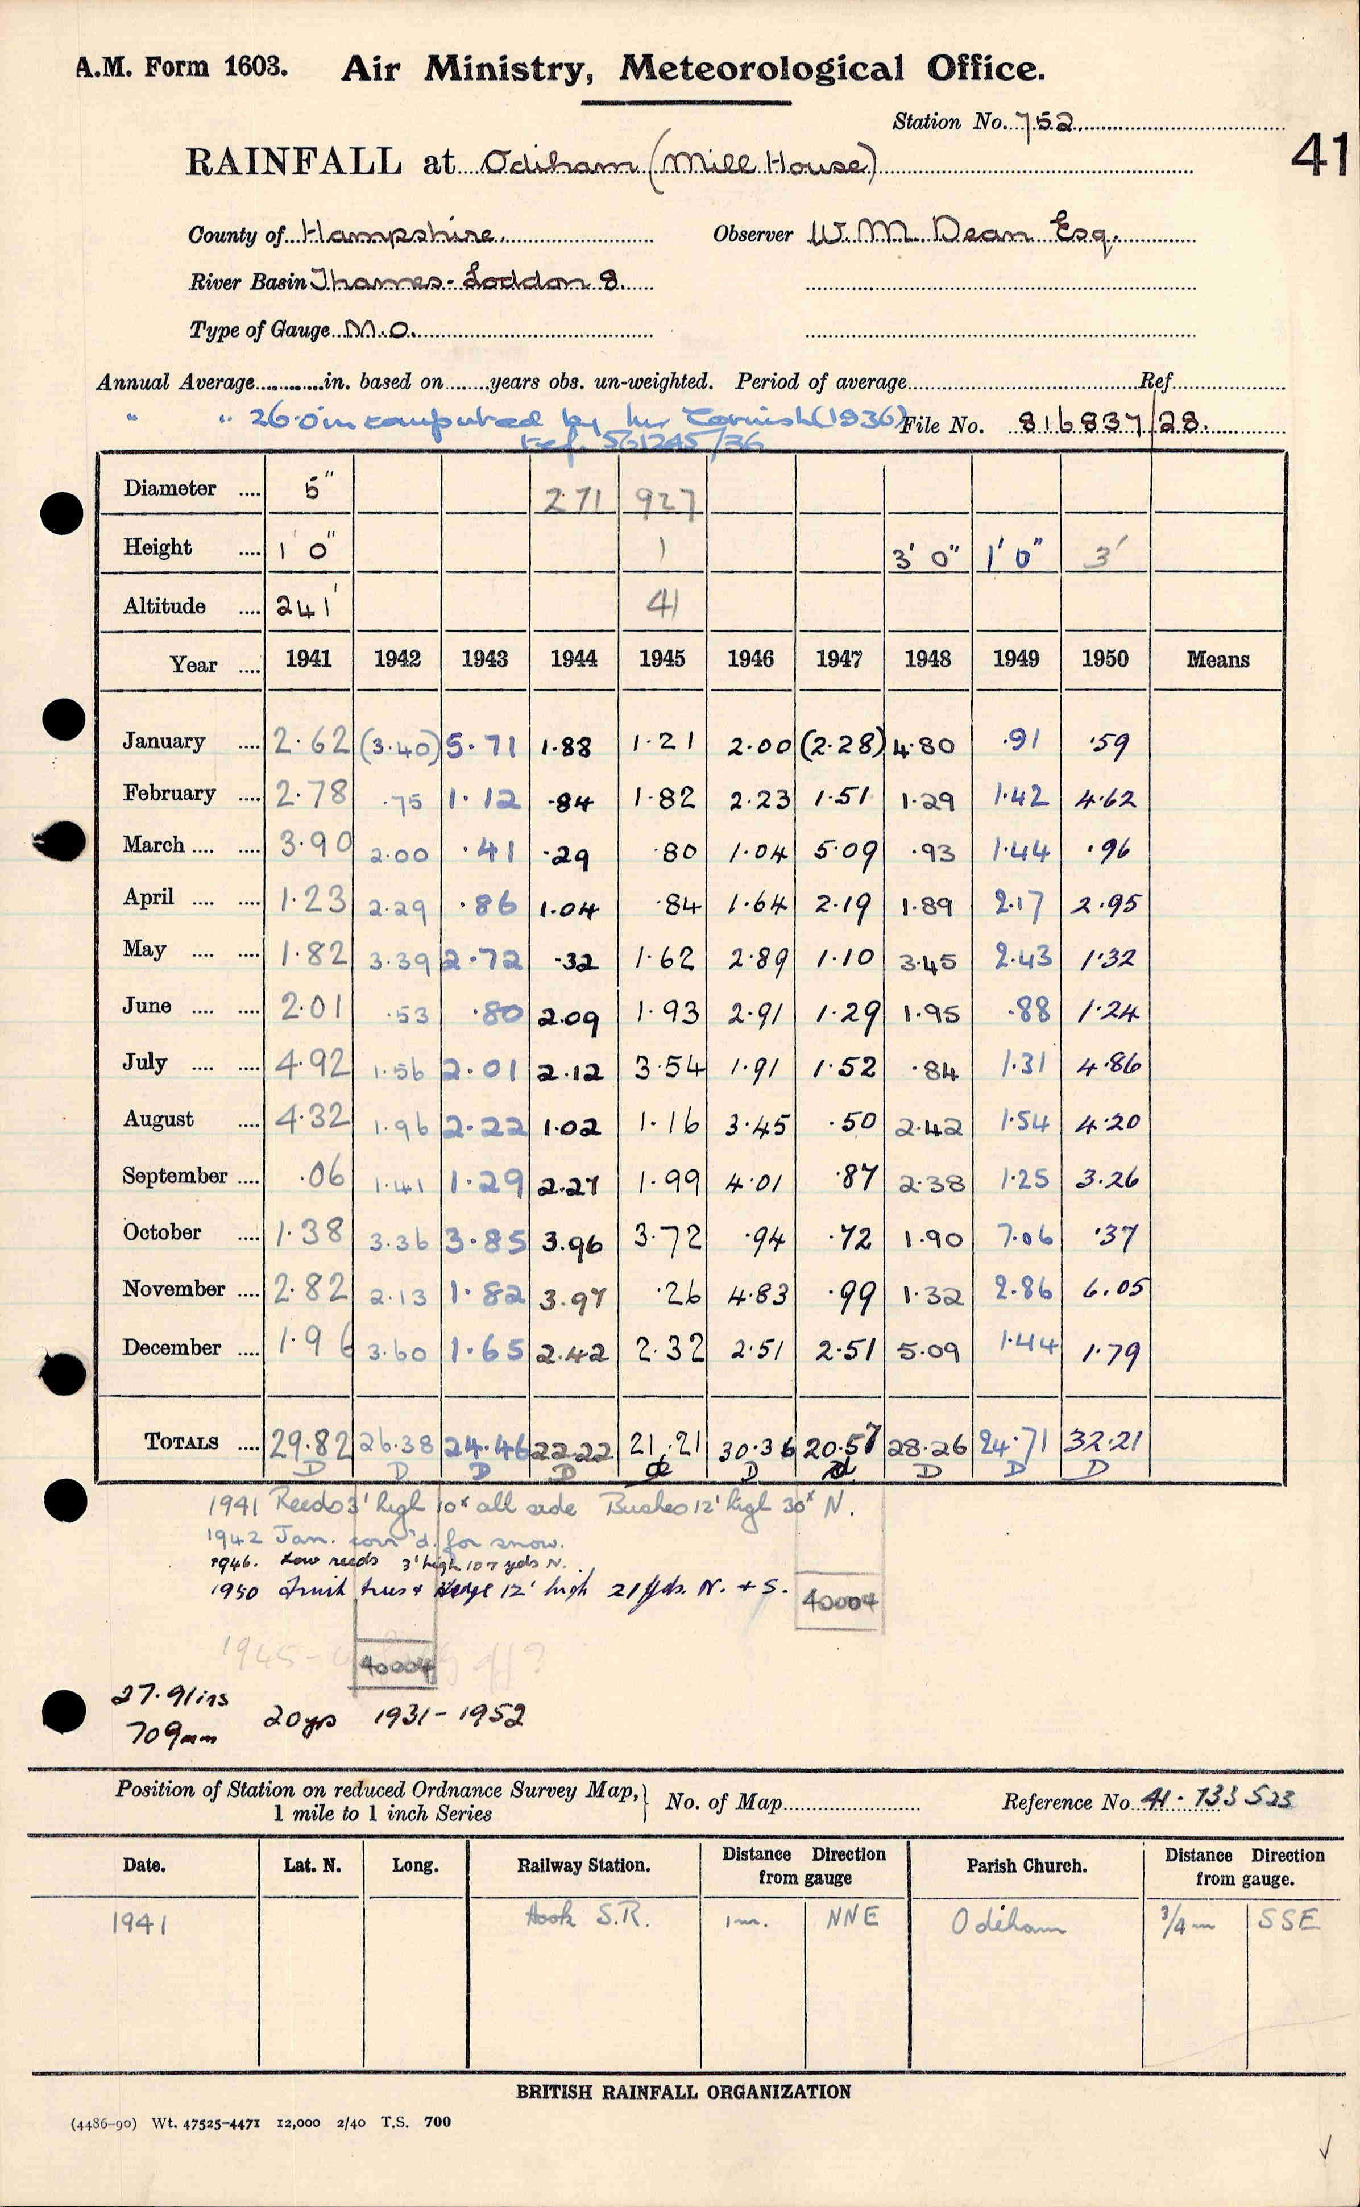 A.M. Form 1603. Air Ministry, Meteorological Office.
Station No. 752
41
RAINFALL at Odiham (Mill House)
County of Hampshire. Observer W. M. Dean Esq.
River Basin Thames - Loddon 8.
Type of Gauge M.O.
Annual Average............in. based on........years obs. un-weighted. Period of average.................Ref.........
" " 26.0 in computed by Mr Cornish (1936) File No. 816837/28.
Ref. 561245/36
Diameter .... 5" 2.71 927
Height .... 1' 0" 1 3' 0" 1' 0" 3'
Altitude .... 241' 41
Year .... 1941 1942 1943 1944 1945 1946 1947 1948 1949 1950 Means
January .... 2.62 (3.40) 5.71 1.88 1.21 2.00 (2.28) 4.80 .91 .59
February .... 2.78 .75 1.12 .84 1.82 2.23 1.51 1.29 1.42 4.62
March .... .... 3.90 2.00 .41 .29 .80 1.04 5.09 .93 1.44 .96
April .... .... 1.23 2.29 .86 1.04 .84 1.64 2.19 1.89 2.17 2.95
May .... .... 1.82 3.39 2.72 .32 1.62 2.89 1.10 3.45 2.43 1.32
June .... .... 2.01 .53 .80 2.09 1.93 2.91 1.29 1.95 .88 1.24
July .... .... 4.92 1.56 2.01 2.12 3.54 1.91 1.52 .84 1.31 4.86
August .... 4.32 1.96 2.22 1.02 1.16 3.45 .50 2.42 1.54 4.20
September .... .06 1.41 1.29 2.27 1.99 4.01 .87 2.38 1.25 3.26
October .... 1.38 3.36 3.85 3.96 3.72 .94 .72 1.90 7.06 .37
November .... 2.82 2.13 1.82 3.97 .26 4.83 .99 1.32 2.86 6.05
December .... 1.96 3.60 1.65 2.42 2.32 2.51 2.51 5.09 1.44 1.79
TOTALS .... 29.82 26.38 24.46 22.22 21.21 30.36 20.57 28.26 24.71 32.21
D D D D d D d D D D
1941 Reeds 3' high 10x all side Bushes 12' high 30x N.
1942 Jan. corr'd. for snow.
1946. Low reeds 3' high 10 yds N.
1950 Fruit trees + hedge 12' high 21 yds. N. + S.
40004
1945 -
40004
27.91 ins
709 mm 20 yrs 1931 - 1952
Position of Station on reduced Ordnance Survey Map, 1 mile to 1 inch Series } No. of Map............... Reference No 41.733523
Date. Lat. N. Long. Railway Station. Distance Direction from gauge Parish Church. Distance Direction from gauge.
1941 Hook S.R. 1 m. NNE Odiham 3/4 m SSE
BRITISH RAINFALL ORGANIZATION
(4486-90) Wt. 47525-4471 12,000 2/40 T.S. 700